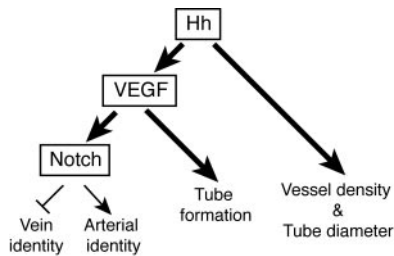 Hh
VEGF
Notch
Vein
identity
Arterial
identity
Tube
formation
Vessel density
&
Tube diameter